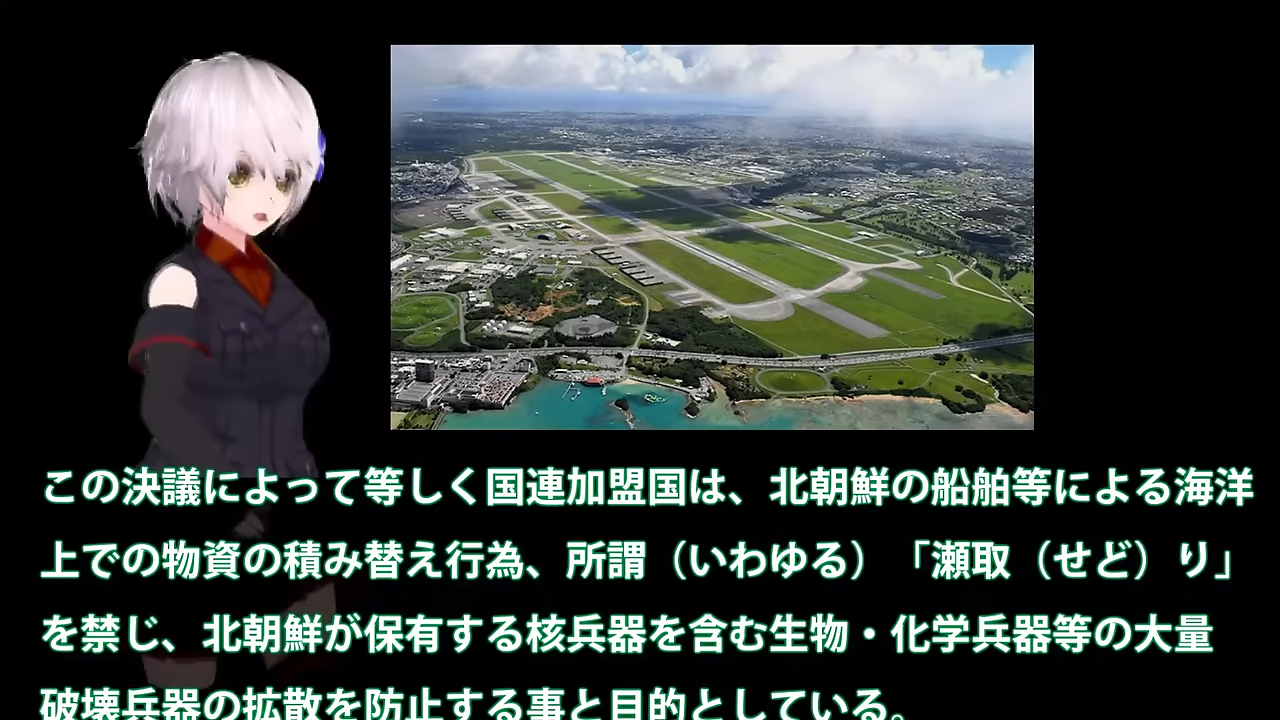 この決議によって等しく国連加盟国は、北朝鮮の船舶等による海洋
上での物資の積み替え行為、所謂（いわゆる）「瀬取（せど）り」
を禁じ、北朝鮮が保有する核兵器を含む生物・化学兵器等の大量
破壊兵器の拡散を防止する事と目的としている。